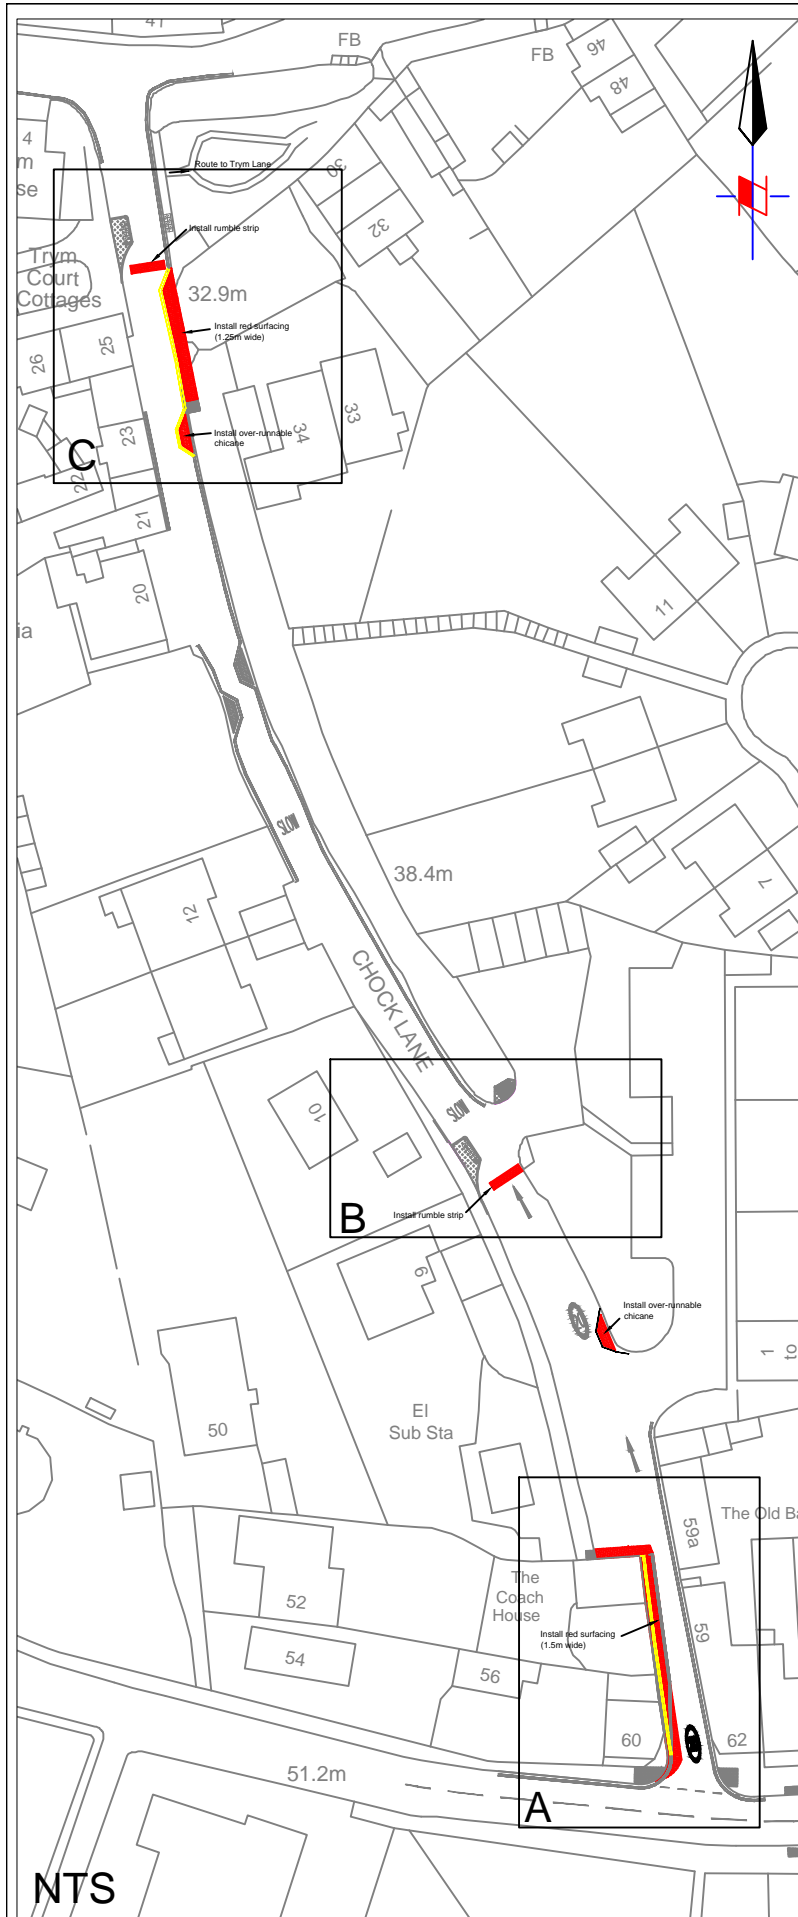 41
FB
FB
46
48
4
m
se
Route to Trym Lane
30
32
Install rumble strip
Trym
Court
Cottages
32.9m
Install red surfacing
(1.25m wide)
25
26
33
34
23
Install over-runnable
chicane
C
22
21
20
11
ia
SLOW
38.4m
7
12
CHOCK LANE
SLOW
10
Install rumble strip
B
9
Install over-runnable
chicane
1
to
El
Sub Sta
50
59a
The Old Ba
The
Coach
House
52
Install red surfacing
(1.5m wide)
59
54
56
60
62
51.2m
A
NTS